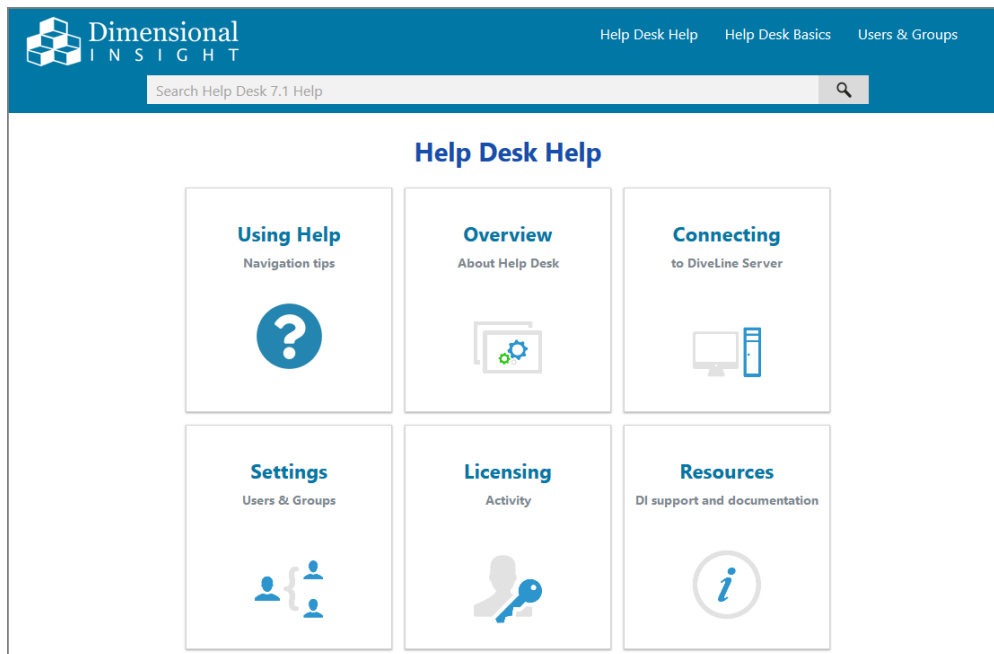 Dimensional
INSIGHT
Help Desk Help Help Desk Basics Users & Groups
Search Help Desk 7.1 Help
Help Desk Help
Using Help
Navigation tips
Overview
About Help Desk
Connecting
to DiveLine Server
Settings
Users & Groups
Licensing
Activity
Resources
DI support and documentation